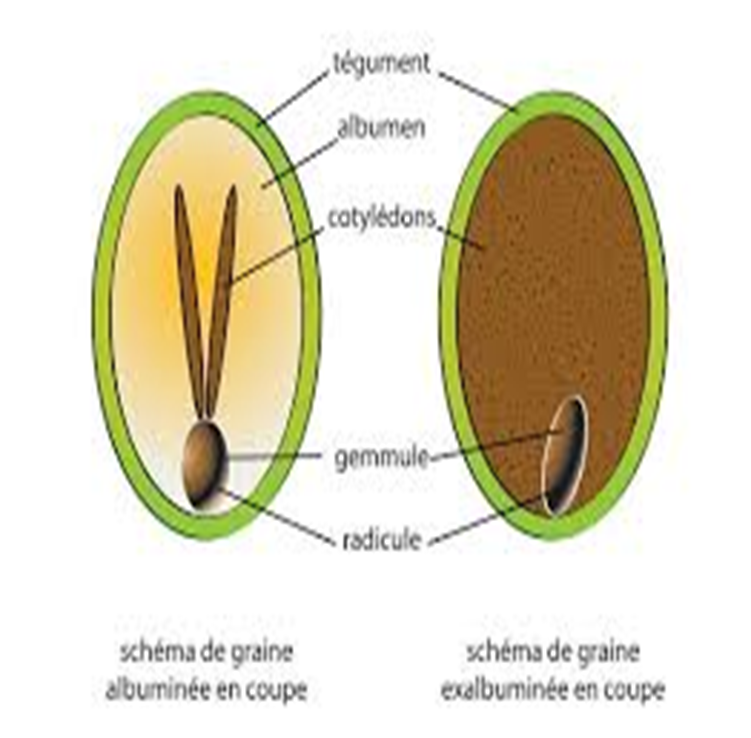 tégument
albumen
cotylédons
gemmule
radicule
schéma de graine
albuminée en coupe
schéma de graine
exalbuminée en coupe